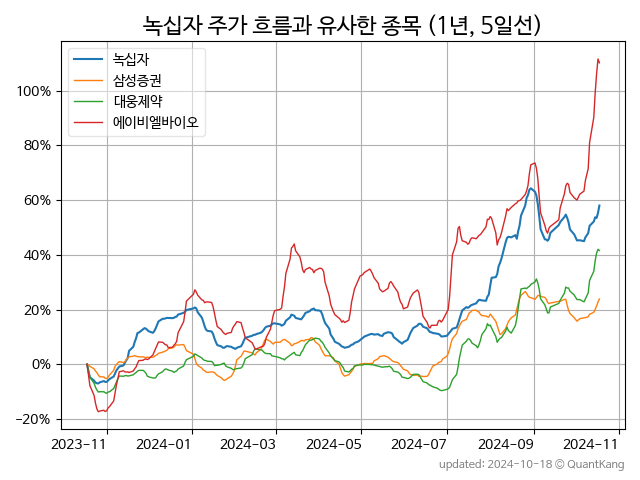 녹십자 주가 흐름과 유사한 종목 (1년, 5일선)
녹십자
삼성증권
대웅제약
에이비엘바이오
100%
80%
60%
40%
20%
0%
−20%
2023-11 2024-01 2024-03 2024-05 2024-07 2024-09 2024-11
updated: 2024-10-18 © QuantKang